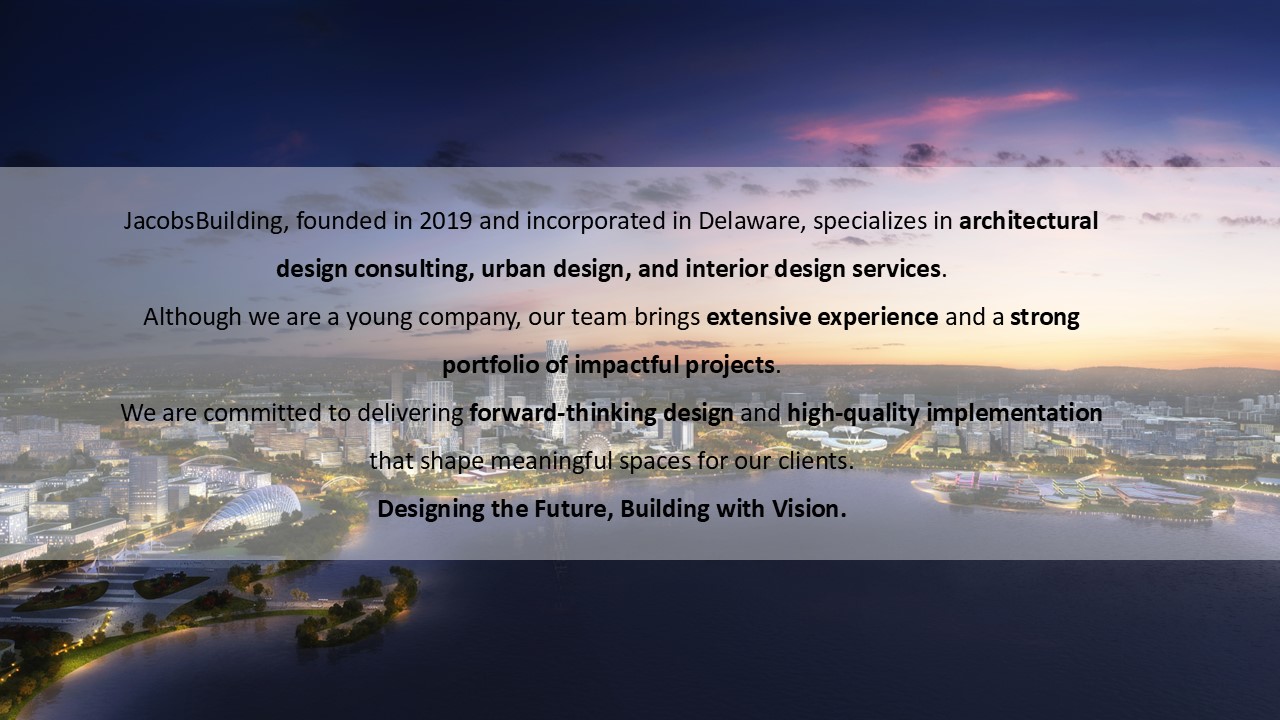 JacobsBuilding, founded in 2019 and incorporated in Delaware, specializes in architectural
design consulting, urban design, and interior design services.
Although we are a young company, our team brings extensive experience and a strong
portfolio of impactful projects.
We are committed to delivering forward-thinking design and high-quality implementation
that shape meaningful spaces for our clients.
Designing the Future, Building with Vision.